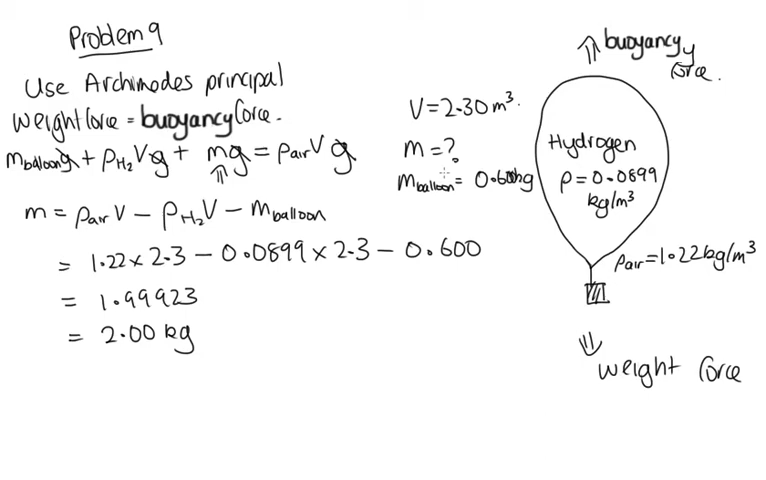 Problem 9
Use Archimodes principal
Weight force = buoyancy force.
m_balloon g + ρ_H₂ V g + mg = ρ_air V g
m = ρ_air V − ρ_H₂ V − m_balloon
= 1.22 × 2.3 − 0.0899 × 2.3 − 0.600
= 1.99923
= 2.00 kg
V = 2.30 m³.
m = ?
m_balloon = 0.600kg
buoyancy
force.
Hydrogen
ρ = 0.0899
kg/m³
ρ_air = 1.22 kg/m³
weight force